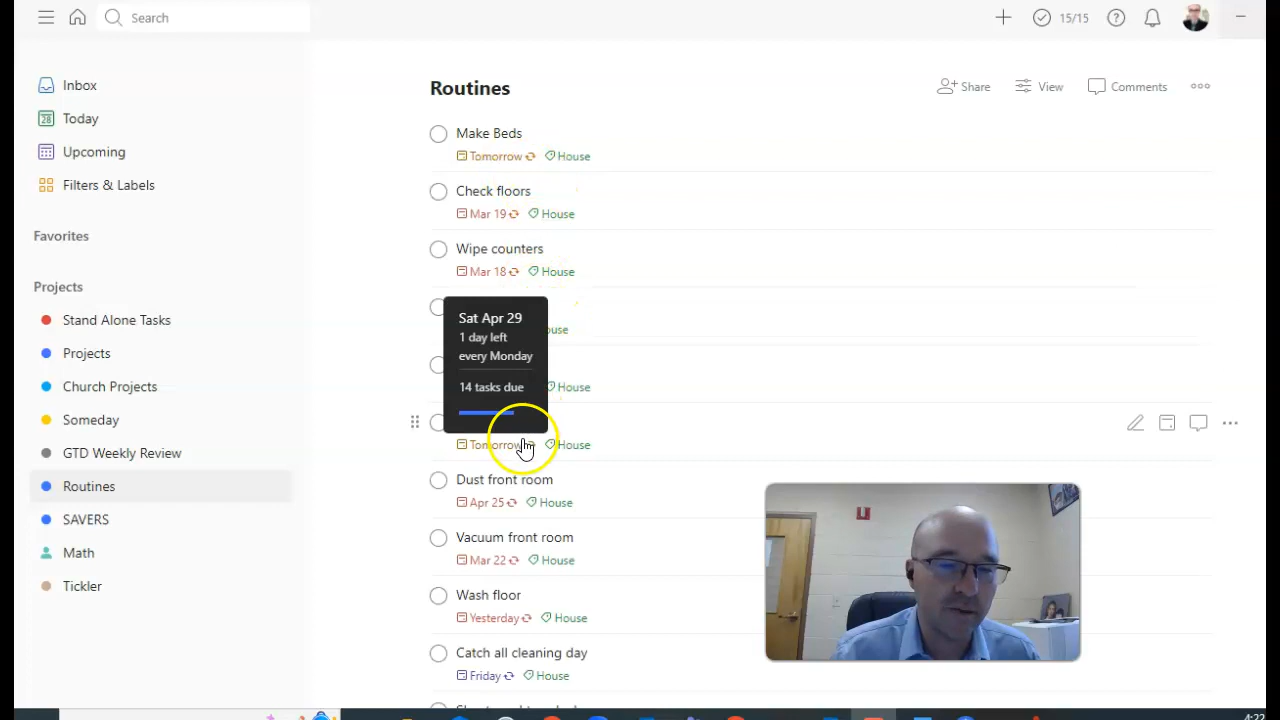 Search
15/15
Inbox
28
Today
Upcoming
Filters & Labels
Favorites
Projects
Stand Alone Tasks
Projects
Church Projects
Someday
GTD Weekly Review
Routines
SAVERS
Math
Tickler
Routines
Share
View
Comments
Make Beds
Tomorrow House
Check floors
Mar 19 House
Wipe counters
Mar 18 House
Sat Apr 29
1 day left
every Monday
14 tasks due
House
Tomorrow House
Dust front room
Apr 25 House
Vacuum front room
Mar 22 House
Wash floor
Yesterday House
Catch all cleaning day
Friday House
4:22